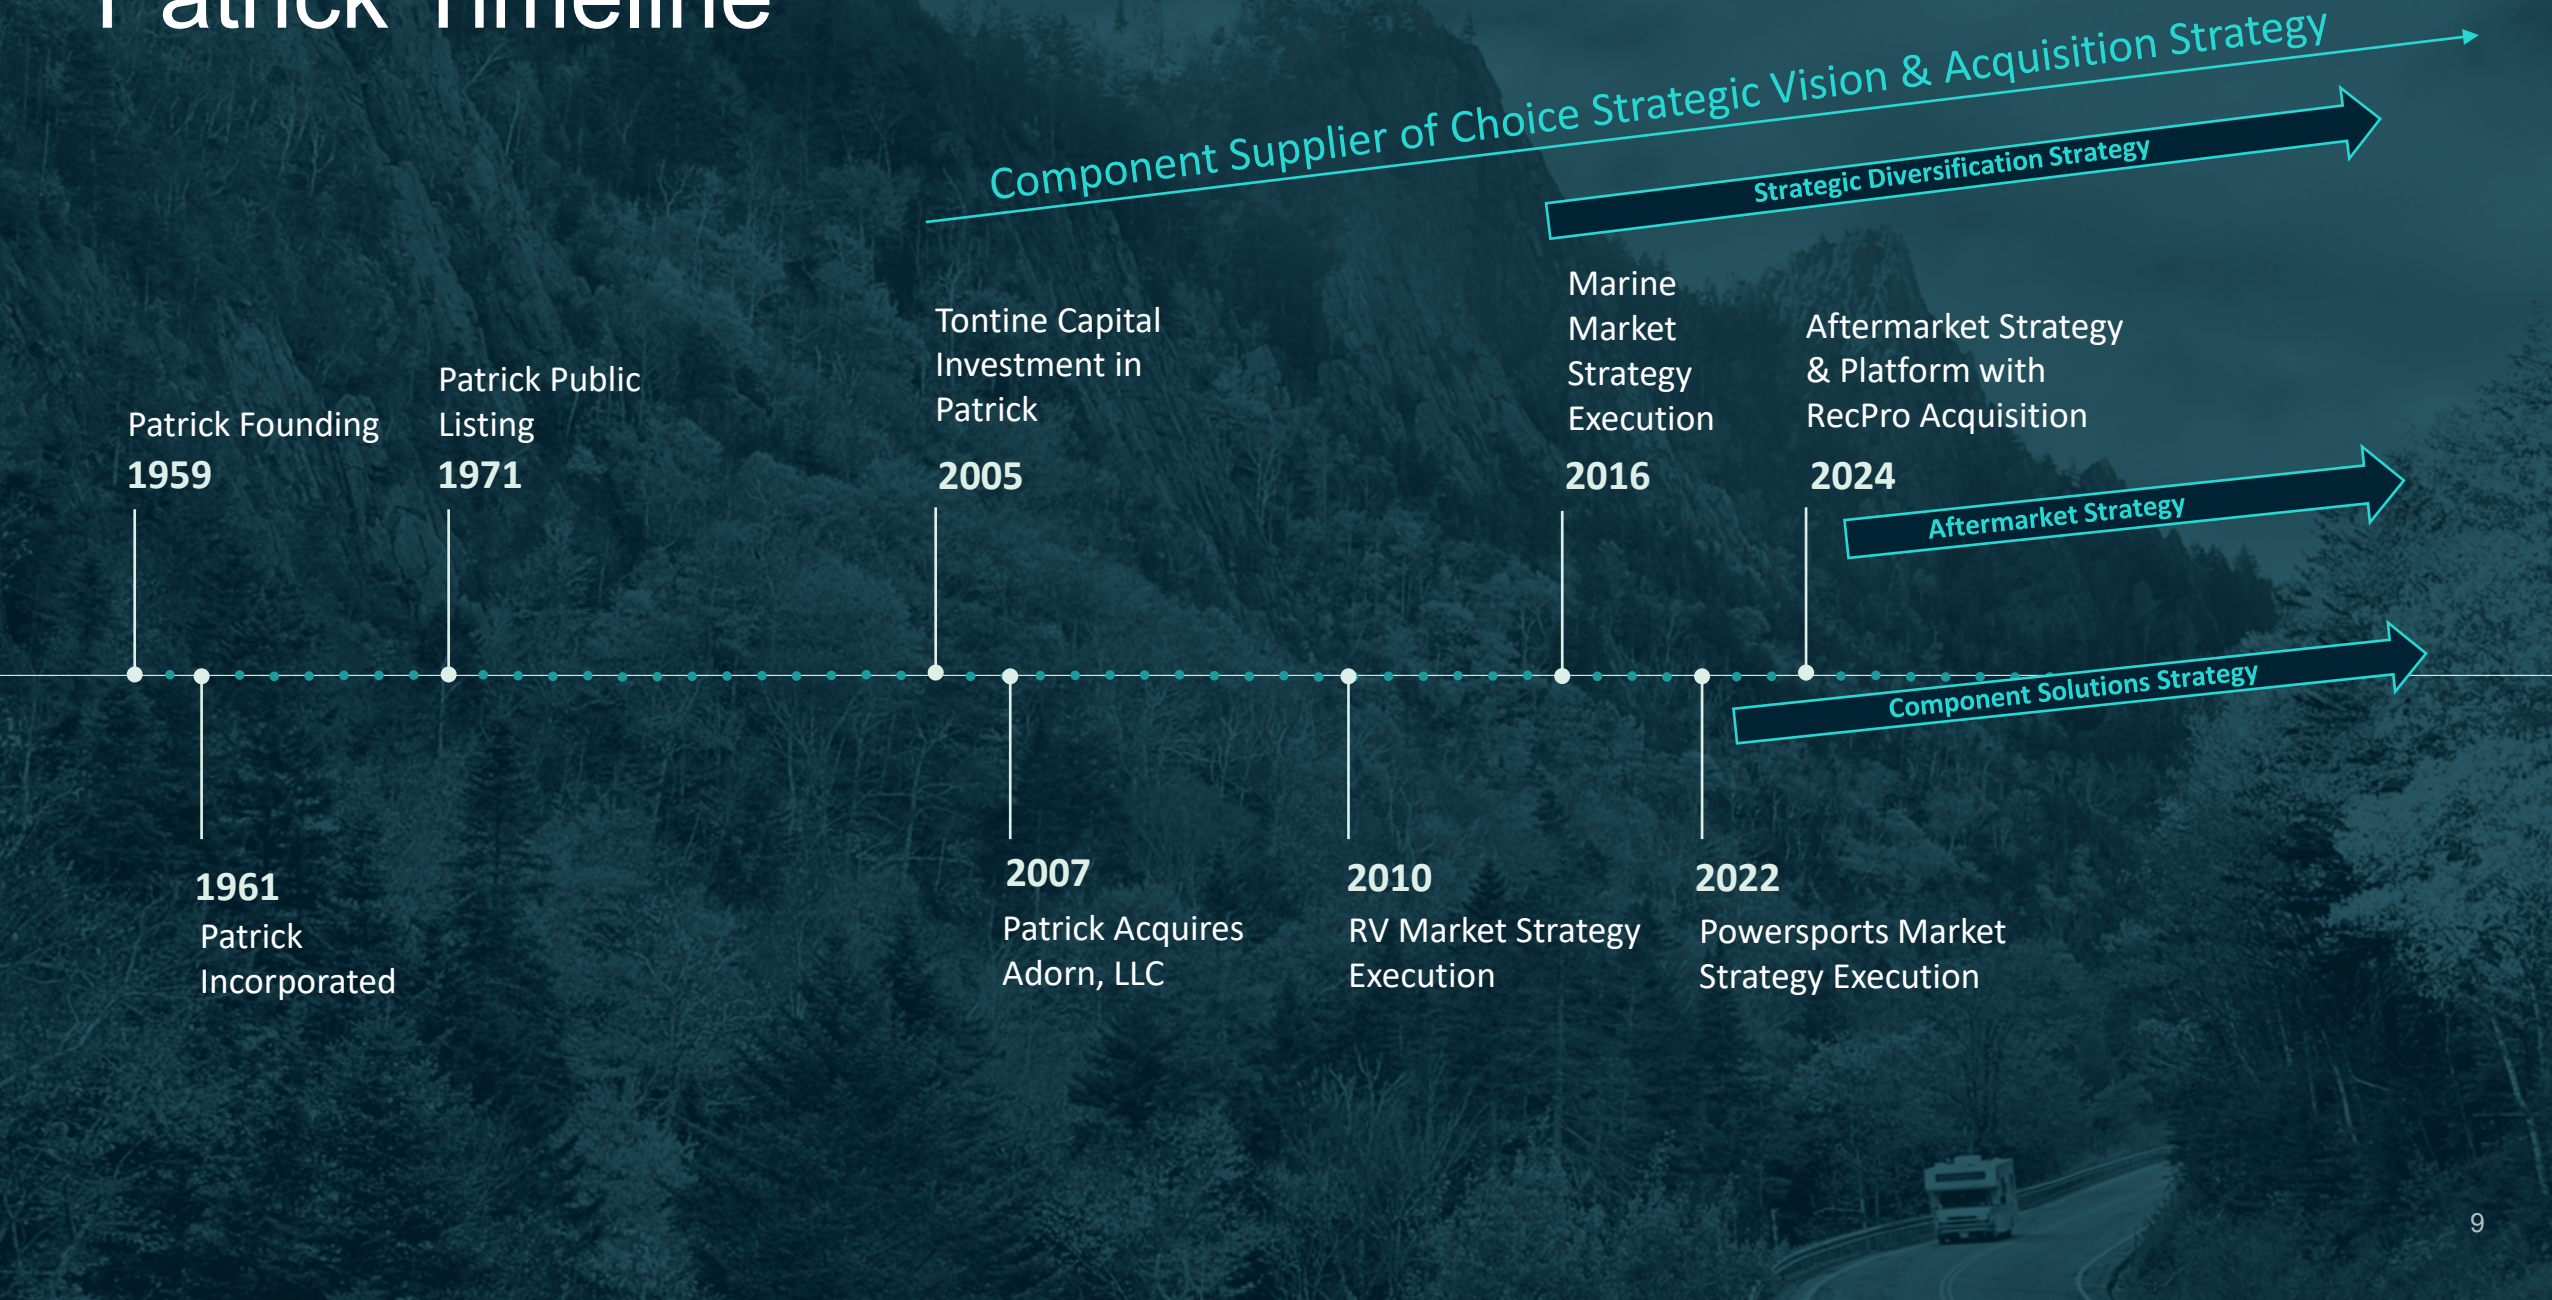 Patrick Timeline
Component Supplier of Choice Strategic Vision & Acquisition Strategy
Strategic Diversification Strategy
Patrick Founding
1959
Patrick Public
Listing
1971
Tontine Capital
Investment in
Patrick
2005
Marine
Market
Strategy
Execution
2016
Aftermarket Strategy
& Platform with
RecPro Acquisition
2024
Aftermarket Strategy
Component Solutions Strategy
1961
Patrick
Incorporated
2007
Patrick Acquires
Adorn, LLC
2010
RV Market Strategy
Execution
2022
Powersports Market
Strategy Execution
9